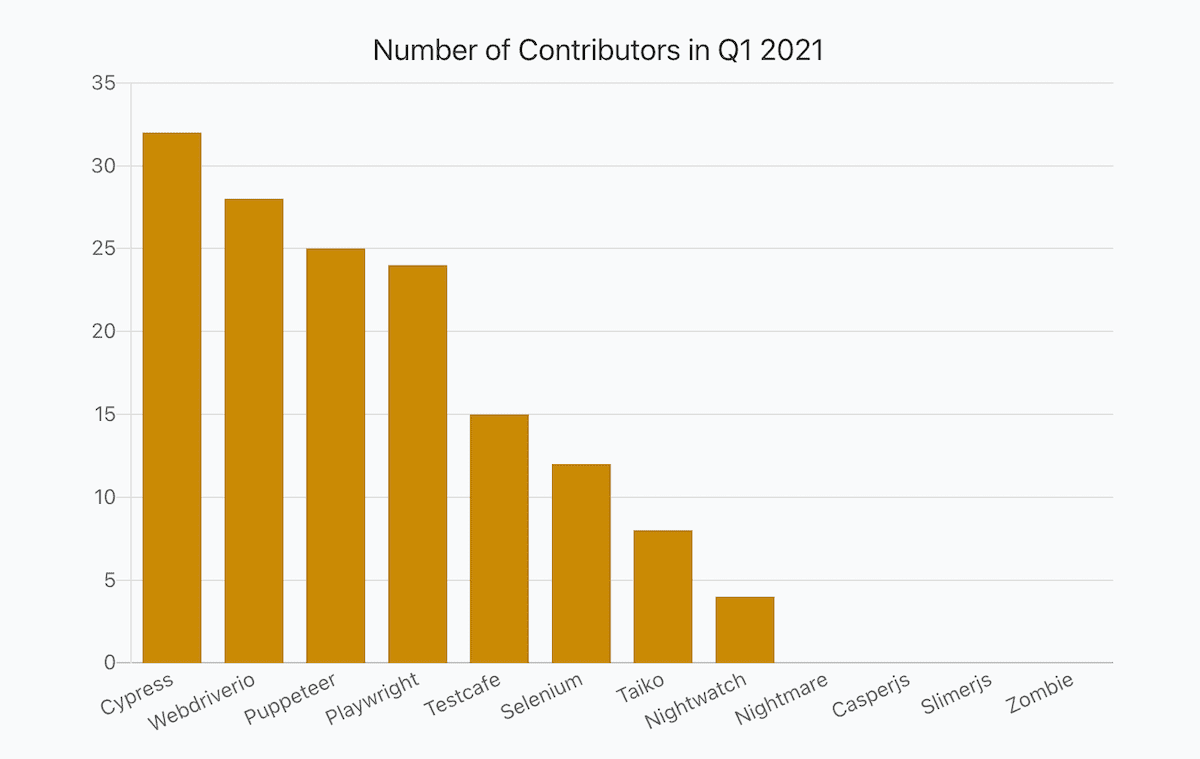 Number of Contributors in Q1 2021
35
30
25
20
15
10
5
0
Cypress
Webdriverio
Puppeteer
Playwright
Testcafe
Selenium
Taiko
Nightwatch
Nightmare
Casperjs
Slimerjs
Zombie